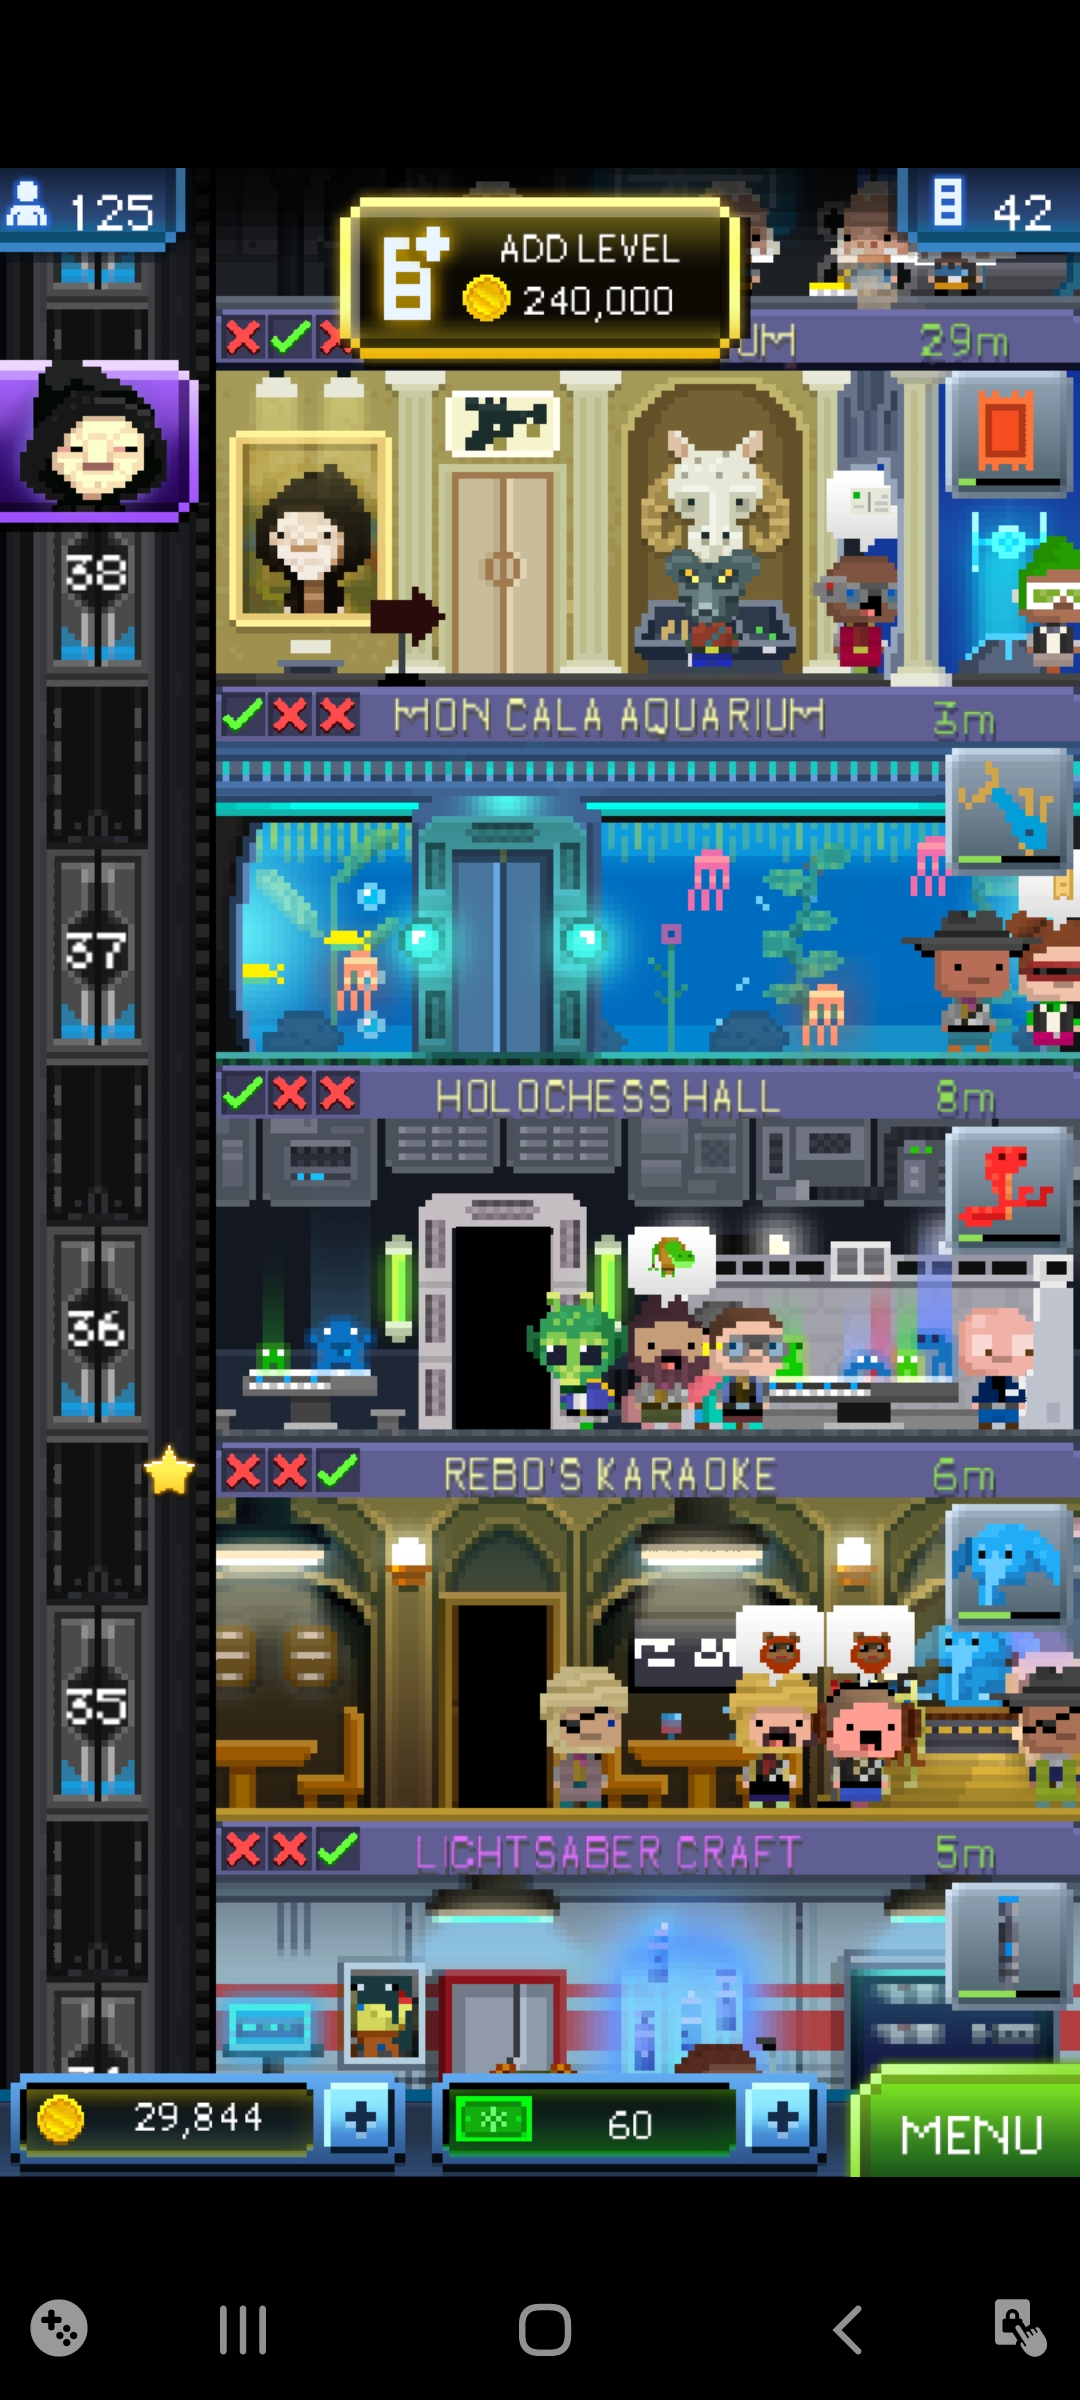 125
42
ADD LEVEL
240,000
UM 29m
38
MON CALA AQUARIUM 3m
37
HOLOCHESS HALL 8m
36
REBO'S KARAOKE 6m
35
LIGHTSABER CRAFT 5m
29,844
60
MENU